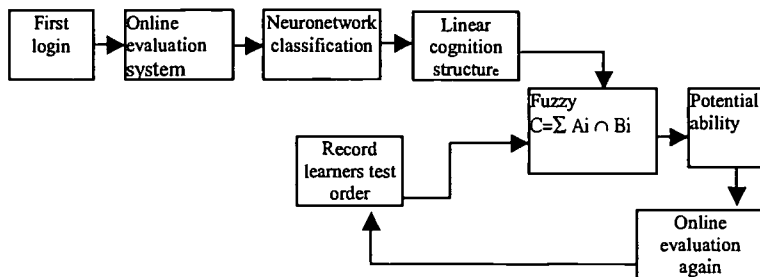 First
login
Online
evaluation
system
Neuronetwork
classification
Linear
cognition
structure
Fuzzy
C=Σ Ai ∩ Bi
Potential
ability
Record
learners test
order
Online
evaluation
again